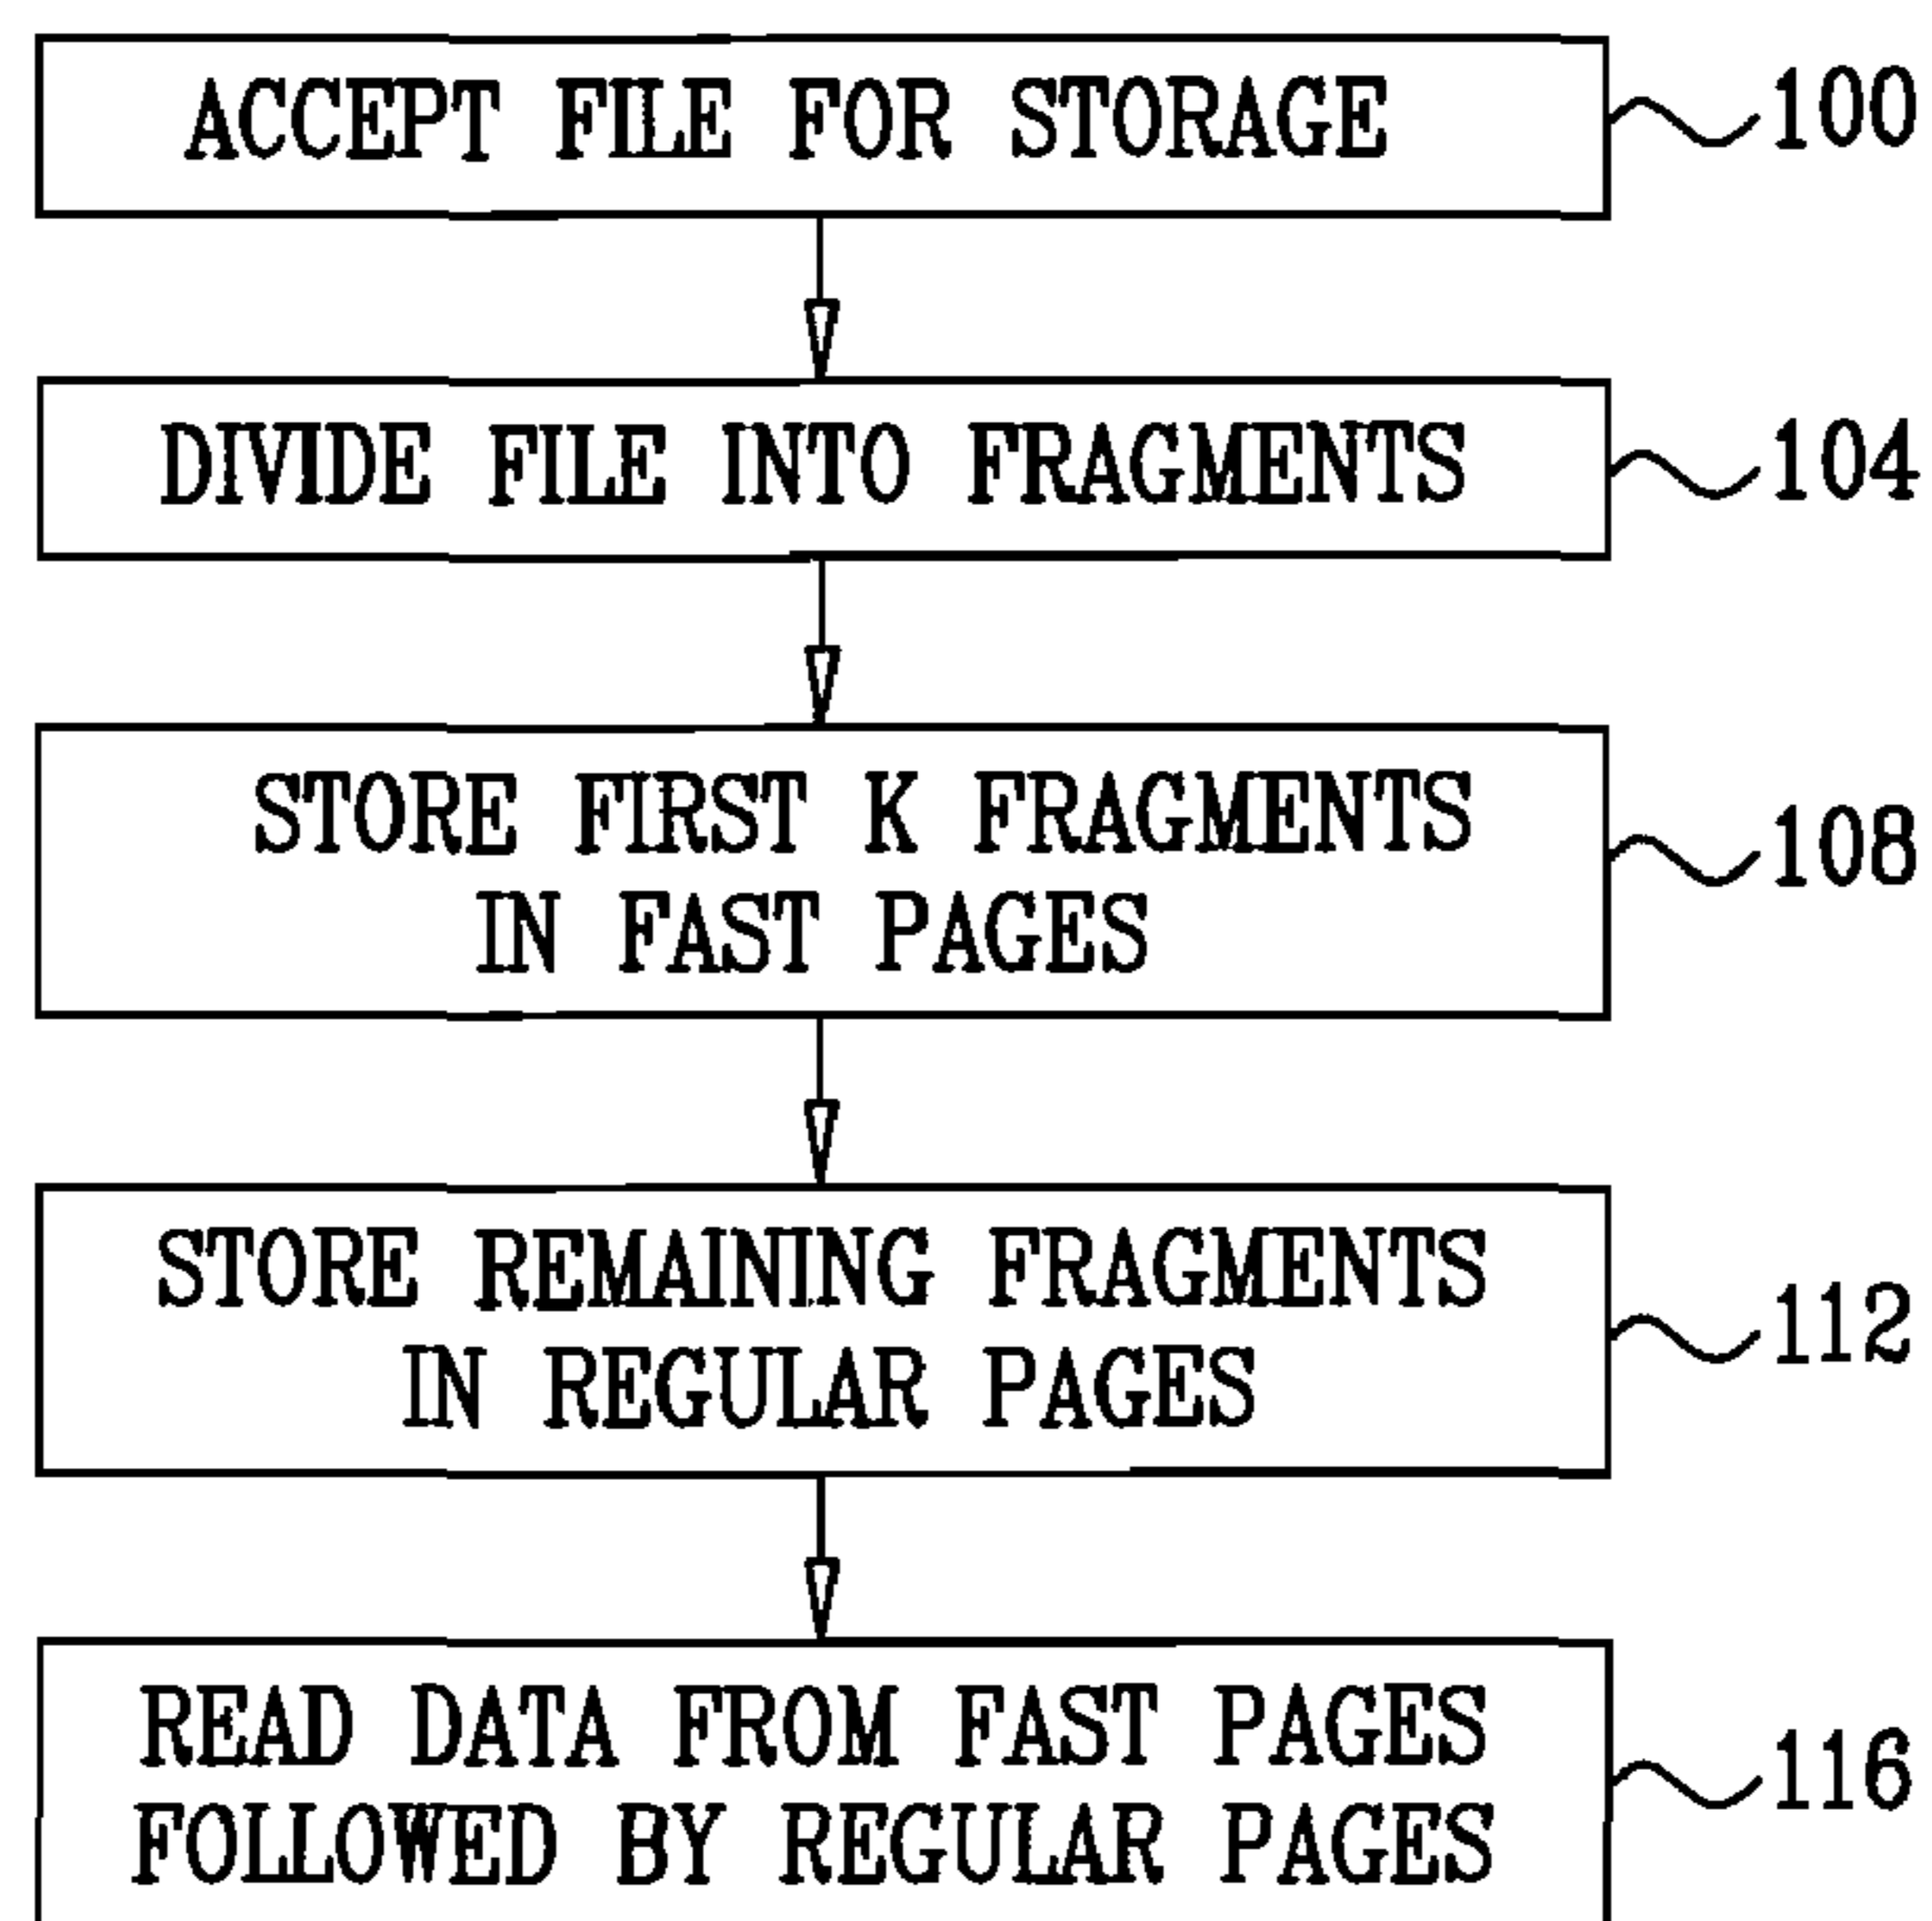 ACCEPT FILE FOR STORAGE
100
DIVIDE FILE INTO FRAGMENTS
104
STORE FIRST K FRAGMENTS
IN FAST PAGES
108
STORE REMAINING FRAGMENTS
IN REGULAR PAGES
112
READ DATA FROM FAST PAGES
FOLLOWED BY REGULAR PAGES
116